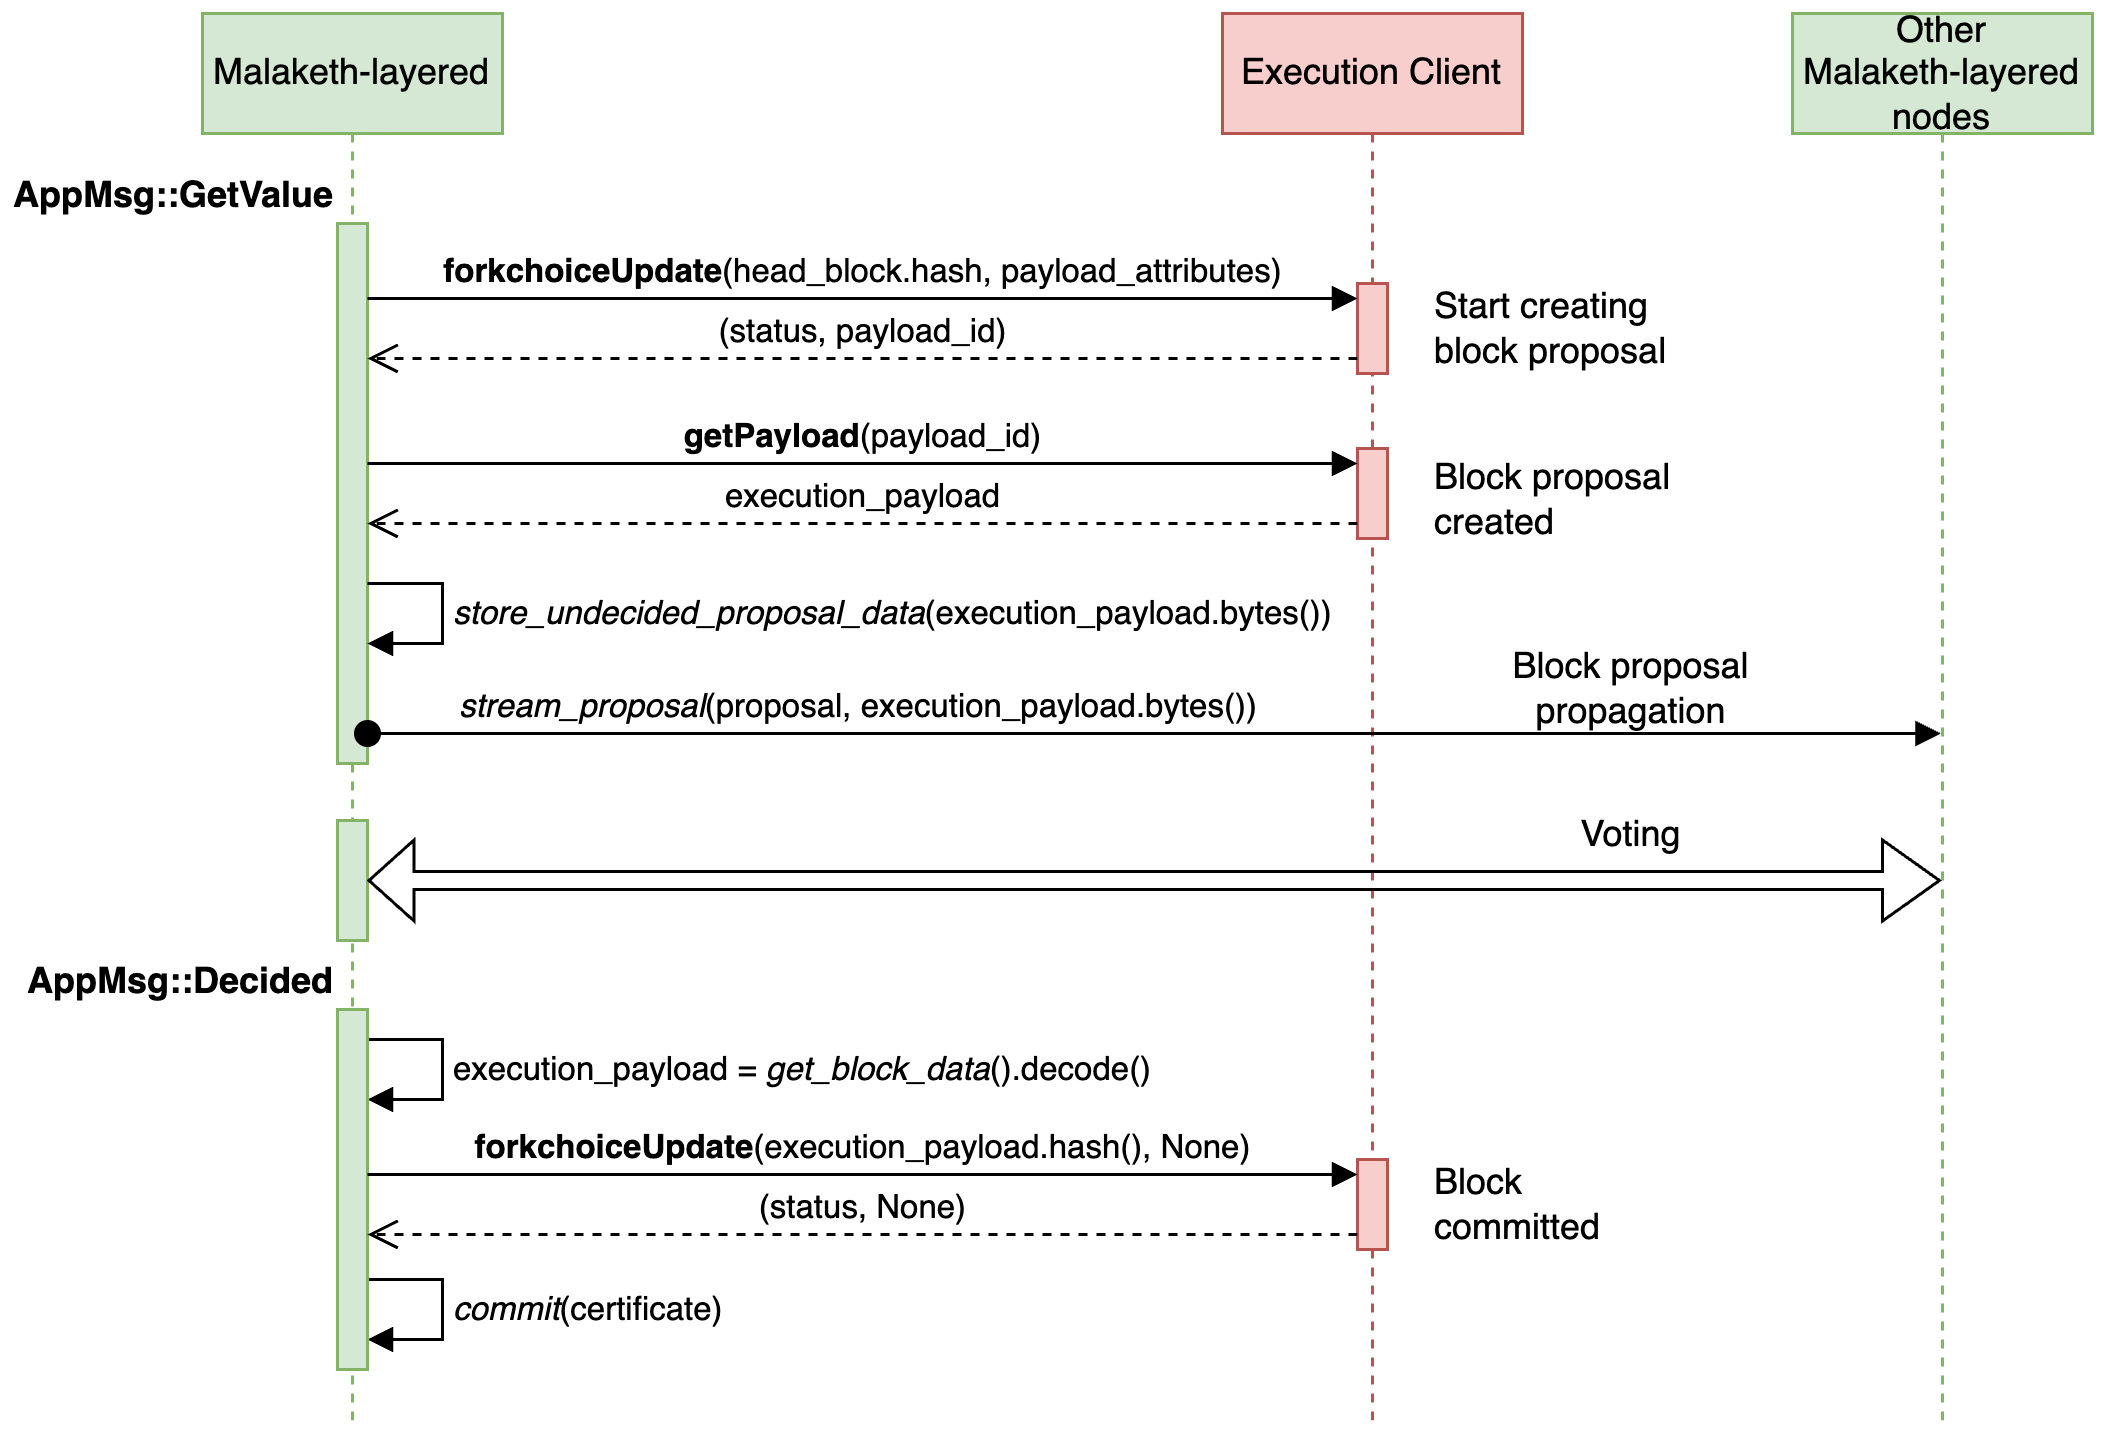 Malaketh-layered
Execution Client
Other
Malaketh-layered
nodes
AppMsg::GetValue
forkchoiceUpdate(head_block.hash, payload_attributes)
Start creating
block proposal
(status, payload_id)
getPayload(payload_id)
Block proposal
created
execution_payload
store_undecided_proposal_data(execution_payload.bytes())
stream_proposal(proposal, execution_payload.bytes())
Block proposal
propagation
Voting
AppMsg::Decided
execution_payload = get_block_data().decode()
forkchoiceUpdate(execution_payload.hash(), None)
Block
committed
(status, None)
commit(certificate)